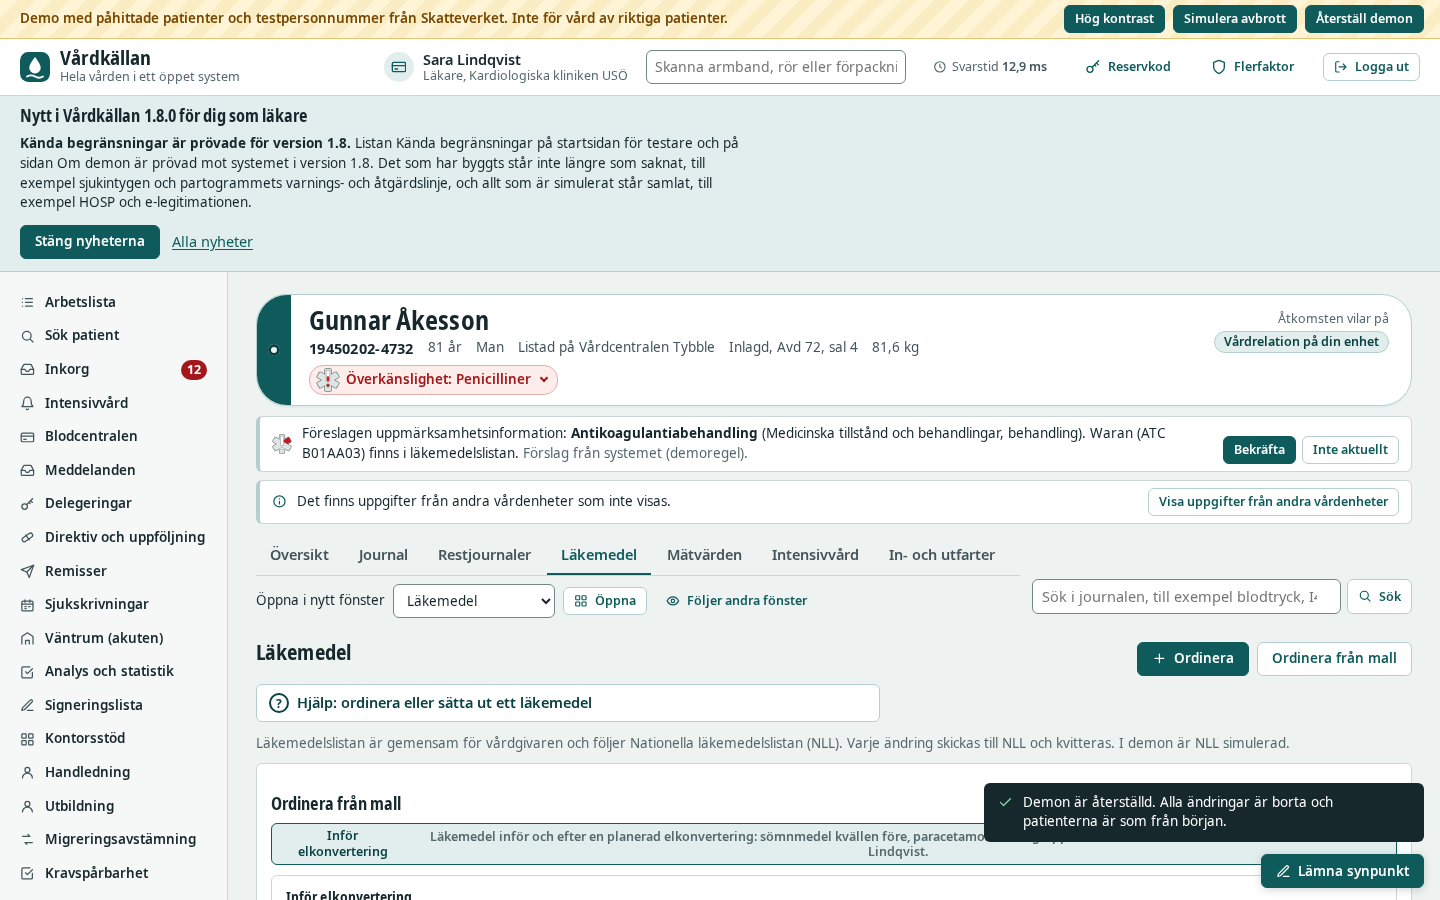 Demo med påhittade patienter och testpersonnummer från Skatteverket. Inte för vård av riktiga patienter.
Hög kontrast
Simulera avbrott
Återställ demon
Vårdkällan
Hela vården i ett öppet system
Sara Lindqvist
Läkare, Kardiologiska kliniken USÖ
Skanna armband, rör eller förpackni
Svarstid 12,9 ms
Reservkod
Flerfaktor
Logga ut
Nytt i Vårdkällan 1.8.0 för dig som läkare
Kända begränsningar är prövade för version 1.8. Listan Kända begränsningar på startsidan för testare och på
sidan Om demon är prövad mot systemet i version 1.8. Det som har byggts står inte längre som saknat, till
exempel sjukintygen och partogrammets varnings- och åtgärdslinje, och allt som är simulerat står samlat, till
exempel HOSP och e-legitimationen.
Stäng nyheterna
Alla nyheter
Arbetslista
Sök patient
Inkorg
12
Intensivvård
Blodcentralen
Meddelanden
Delegeringar
Direktiv och uppföljning
Remisser
Sjukskrivningar
Väntrum (akuten)
Analys och statistik
Signeringslista
Kontorsstöd
Handledning
Utbildning
Migreringsavstämning
Kravspårbarhet
Gunnar Åkesson
19450202-4732
81 år
Man
Listad på Vårdcentralen Tybble
Inlagd, Avd 72, sal 4
81,6 kg
Överkänslighet: Penicilliner
Åtkomsten vilar på
Vårdrelation på din enhet
Föreslagen uppmärksamhetsinformation: Antikoagulantiabehandling (Medicinska tillstånd och behandlingar, behandling). Waran (ATC
B01AA03) finns i läkemedelslistan. Förslag från systemet (demoregel).
Bekräfta
Inte aktuellt
Det finns uppgifter från andra vårdenheter som inte visas.
Visa uppgifter från andra vårdenheter
Översikt
Journal
Restjournaler
Läkemedel
Mätvärden
Intensivvård
In- och utfarter
Öppna i nytt fönster
Läkemedel
Öppna
Följer andra fönster
Sök i journalen, till exempel blodtryck, I
Sök
Läkemedel
Ordinera
Ordinera från mall
Hjälp: ordinera eller sätta ut ett läkemedel
Läkemedelslistan är gemensam för vårdgivaren och följer Nationella läkemedelslistan (NLL). Varje ändring skickas till NLL och kvitteras. I demon är NLL simulerad.
Ordinera från mall
Inför
elkonvertering
Läkemedel inför och efter en planerad elkonvertering: sömnmedel kvällen före, paracetamo
Lindqvist.
Inför elkonvertering
Demon är återställd. Alla ändringar är borta och
patienterna är som från början.
Lämna synpunkt